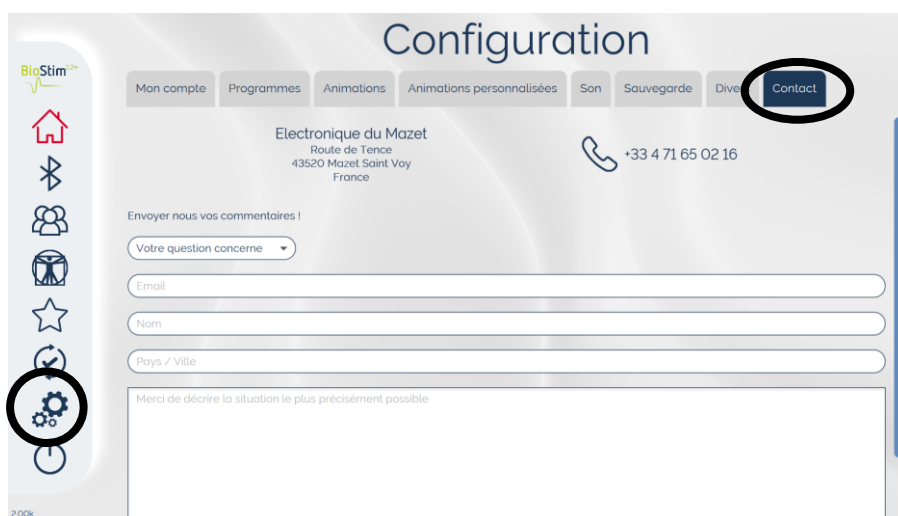 Configuration
BioStim
Mon compte Programmes Animations Animations personnalisées Son Sauvegarde Dive Contact
Electronique du Mazet
Route de Tence
43520 Mazet Saint Voy
France
+33 4 71 65 02 16
Envoyer nous vos commentaires !
Votre question concerne
Email
Nom
Pays / Ville
Merci de décrire la situation le plus précisément possible
2.00k